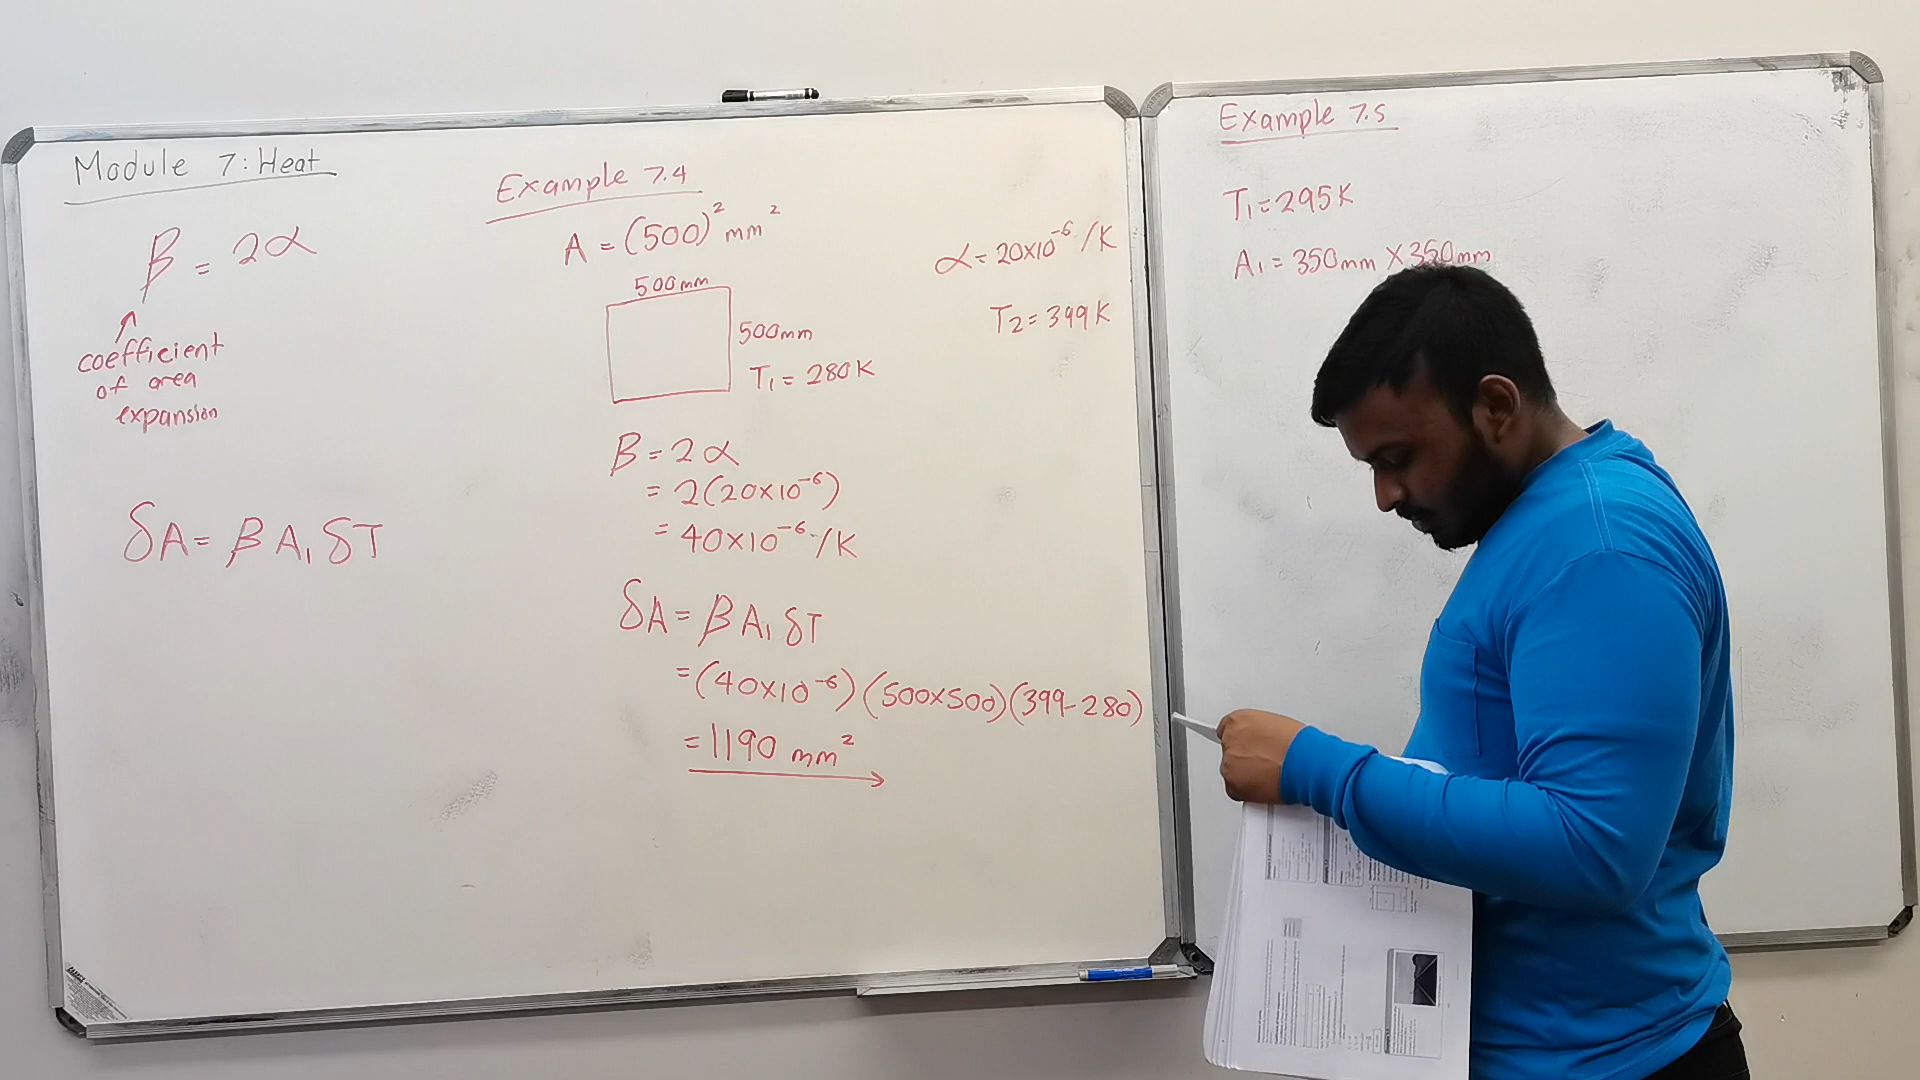 Module 7: Heat
β = 2α
↑
coefficient
of area
expansion
δA = β A₁ δT
Example 7.4
A = (500)² mm²
500mm
500mm
T₁ = 280K
α = 20×10⁻⁶ /K
T₂ = 399K
β = 2α
= 2(20×10⁻⁶)
= 40×10⁻⁶ /K
δA = β A₁ δT
= (40×10⁻⁶)(500×500)(399-280)
= 1190 mm²
Example 7.5
T₁ = 295K
A₁ = 350mm × 350mm